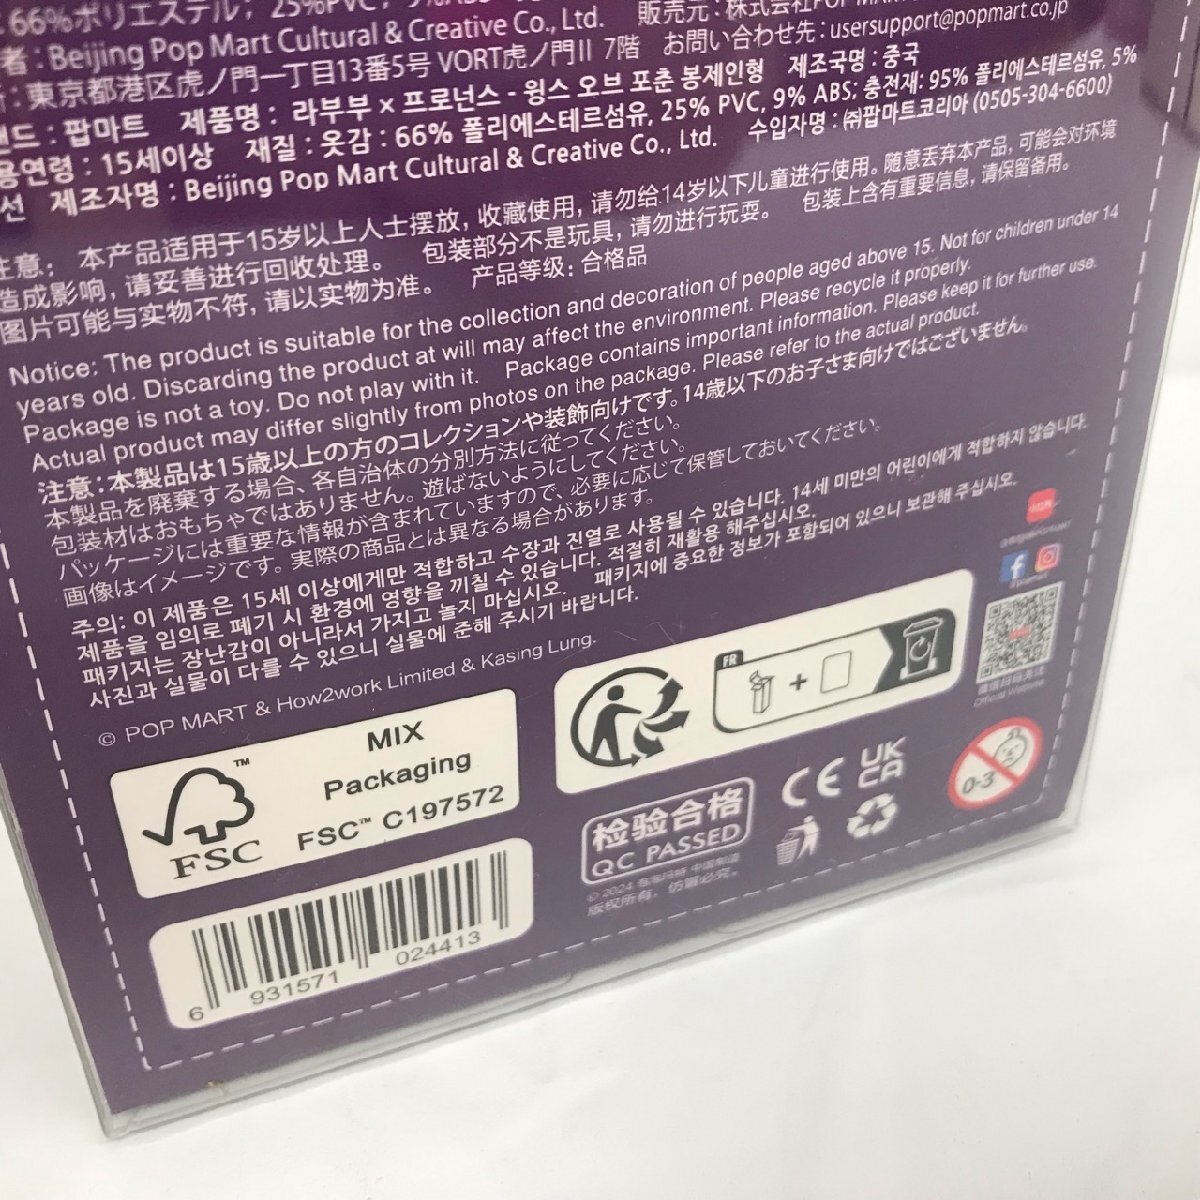 66%ポリエステル; 25%PVC
者：Beijing Pop Mart Cultural & Creative Co., Ltd. 販売元：株式会社POP MART
東京都港区虎ノ門一丁目13番5号 VORT虎ノ門II 7階 お問い合わせ先：usersupport@popmart.co.jp
랜드 : 팝마트 제품명 : 라부부 × 프로넌스 - 윙스 오브 포춘 봉제인형 제조국명 : 중국
용연령 : 15세이상 재질 : 옷감 : 66% 폴리에스테르섬유, 25% PVC, 9% ABS; 충전재: 95% 폴리에스테르섬유, 5%
선 제조자명 : Beijing Pop Mart Cultural & Creative Co., Ltd. 수입자명 : ㈜팝마트코리아 (0505-304-6600)
注意： 本产品适用于15岁以上人士摆放, 收藏使用, 请勿给14岁以下儿童进行使用。随意丢弃本产品, 可能会对环境
造成影响, 请妥善进行回收处理。 包装部分不是玩具, 请勿进行玩耍。 包装上含有重要信息, 请保留备用。
图片可能与实物不符, 请以实物为准。 产品等级: 合格品
Notice: The product is suitable for the collection and decoration of people aged above 15. Not for children under 14
years old. Discarding the product at will may affect the environment. Please recycle it properly.
Package is not a toy. Do not play with it. Package contains important information. Please keep it for further use.
Actual product may differ slightly from photos on the package. Please refer to the actual product.
注意：本製品は15歳以上の方のコレクションや装飾向けです。14歳以下のお子さま向けではございません。
本製品を廃棄する場合、各自治体の分別方法に従ってください。
包装材はおもちゃではありません。遊ばないようにしてください。
パッケージには重要な情報が含まれていますので、必要に応じて保管しておいてください。
画像はイメージです。実際の商品とは異なる場合があります。
주의: 이 제품은 15세 이상에게만 적합하고 수장과 진열로 사용될 수 있습니다. 14세 미만의 어린이에게 적합하지 않습니다.
제품을 임의로 폐기 시 환경에 영향을 끼칠 수 있습니다. 적절히 재활용 해주십시오.
패키지는 장난감이 아니라서 가지고 놀지 마십시오. 패키지에 중요한 정보가 포함되어 있으니 보관해 주십시오.
사진과 실물이 다를 수 있으니 실물에 준해 주시기 바랍니다.
© POP MART & How2work Limited & Kasing Lung.
FSC™
MIX
Packaging
FSC™ C197572
FR
+
Official Website
检验合格
QC PASSED
CE
UK
CA
0-3
版权所有, 仿冒必究。
6 931571 024413